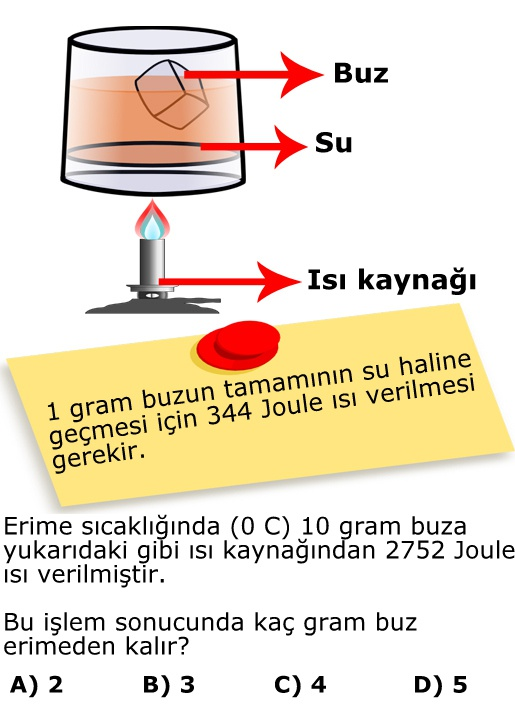 Buz
Su
Isı kaynağı
1 gram buzun tamamının su haline
geçmesi için 344 Joule ısı verilmesi
gerekir.
Erime sıcaklığında (0 C) 10 gram buza
yukarıdaki gibi ısı kaynağından 2752 Joule
ısı verilmiştir.
Bu işlem sonucunda kaç gram buz
erimeden kalır?
A) 2 B) 3 C) 4 D) 5